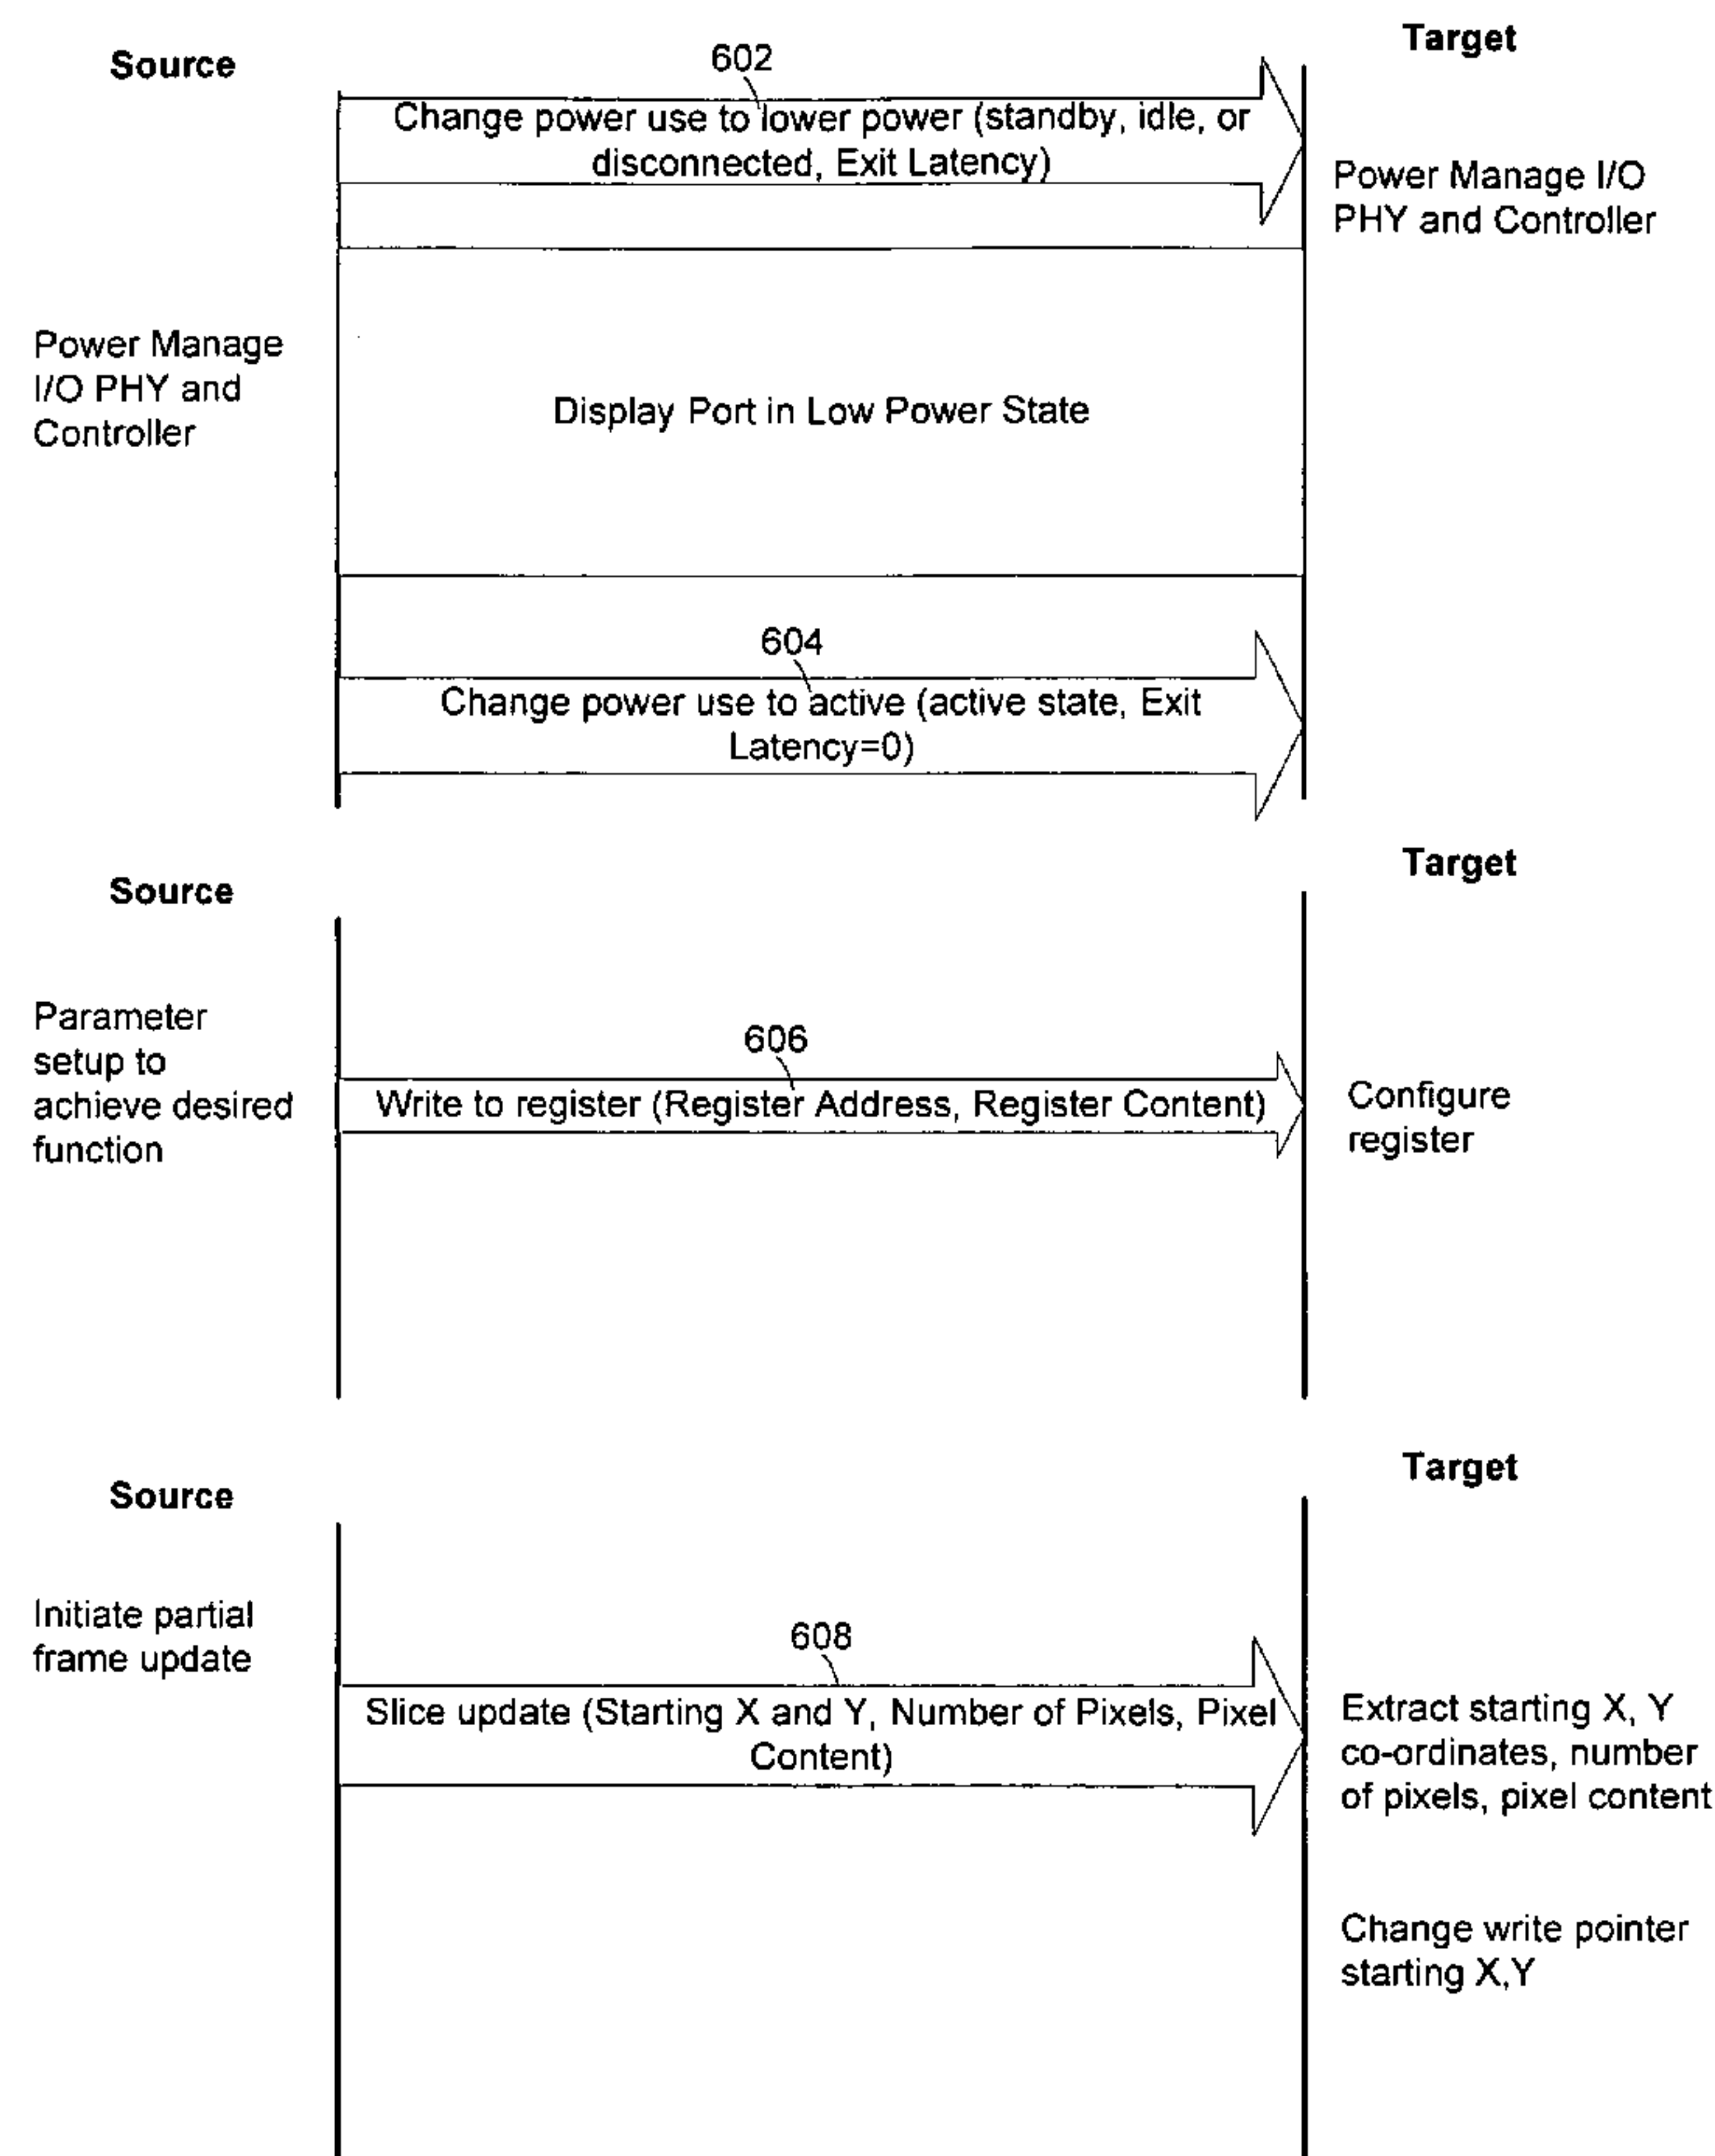 Source
Target
602
Change power use to lower power (standby, idle, or
disconnected, Exit Latency)
Power Manage I/O
PHY and Controller
Power Manage
I/O PHY and
Controller
Display Port in Low Power State
604
Change power use to active (active state, Exit
Latency=0)
Source
Target
Parameter
setup to
achieve desired
function
606
Write to register (Register Address, Register Content)
Configure
register
Source
Target
Initiate partial
frame update
608
Slice update (Starting X and Y, Number of Pixels, Pixel
Content)
Extract starting X, Y
co-ordinates, number
of pixels, pixel content
Change write pointer
starting X,Y